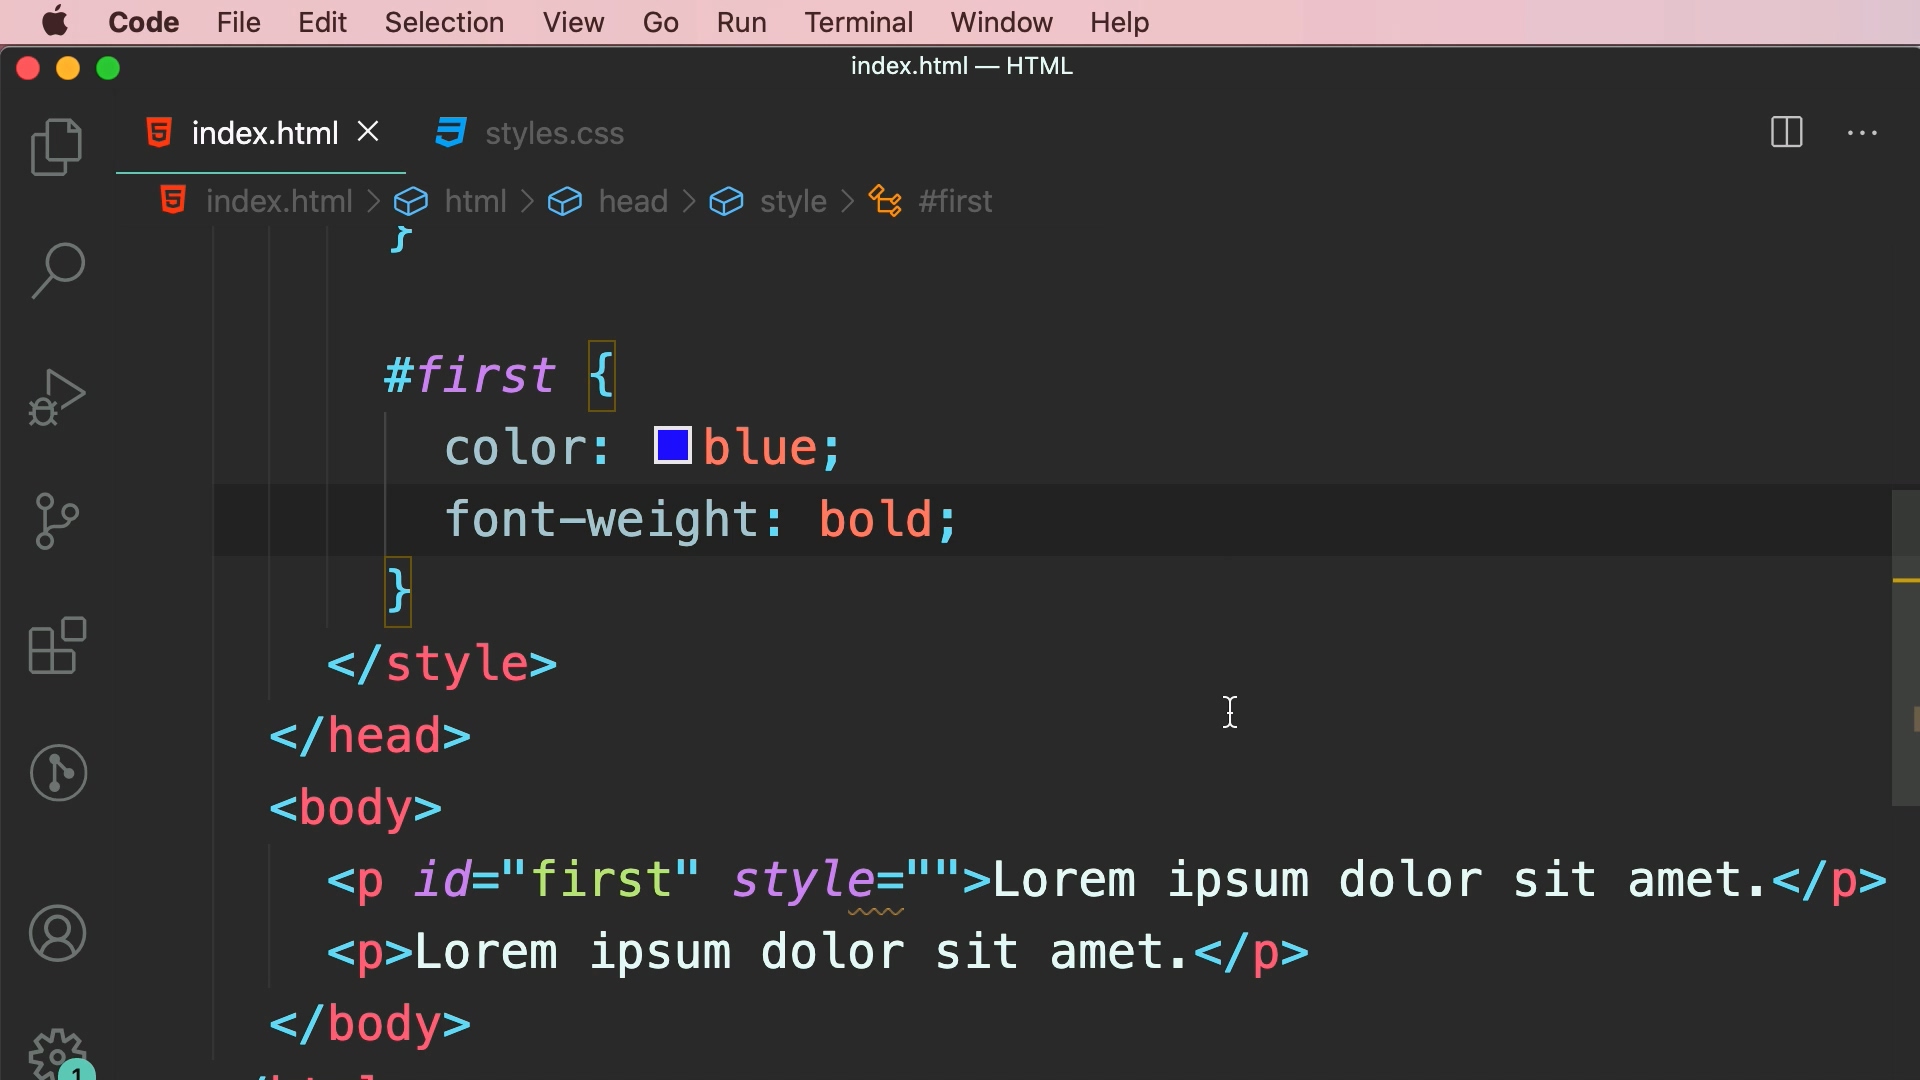 Code File Edit Selection View Go Run Terminal Window Help
index.html — HTML
index.html styles.css
index.html > html > head > style > #first
}
#first {
color: blue;
font-weight: bold;
}
</style>
</head>
<body>
<p id="first" style="">Lorem ipsum dolor sit amet.</p>
<p>Lorem ipsum dolor sit amet.</p>
</body>
1